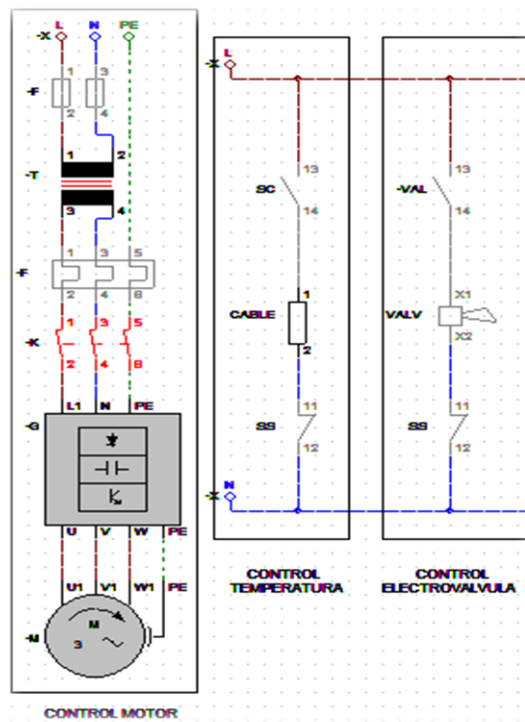 L N PE
-X
1 3
-F
2 4
1 2
-T
3 4
1 3 5
-F
2 4 6
1 3 5
-K
2 4 6
L1 N PE
-G
U V W PE
U1 V1 W1 PE
M
-M
3
CONTROL MOTOR
L
-X
13
SC
14
1
CABLE
2
11
SS
12
N
-X
CONTROL
TEMPERATURA
13
-VAL
14
X1
VALV
X2
11
SS
12
CONTROL
ELECTROVALVULA